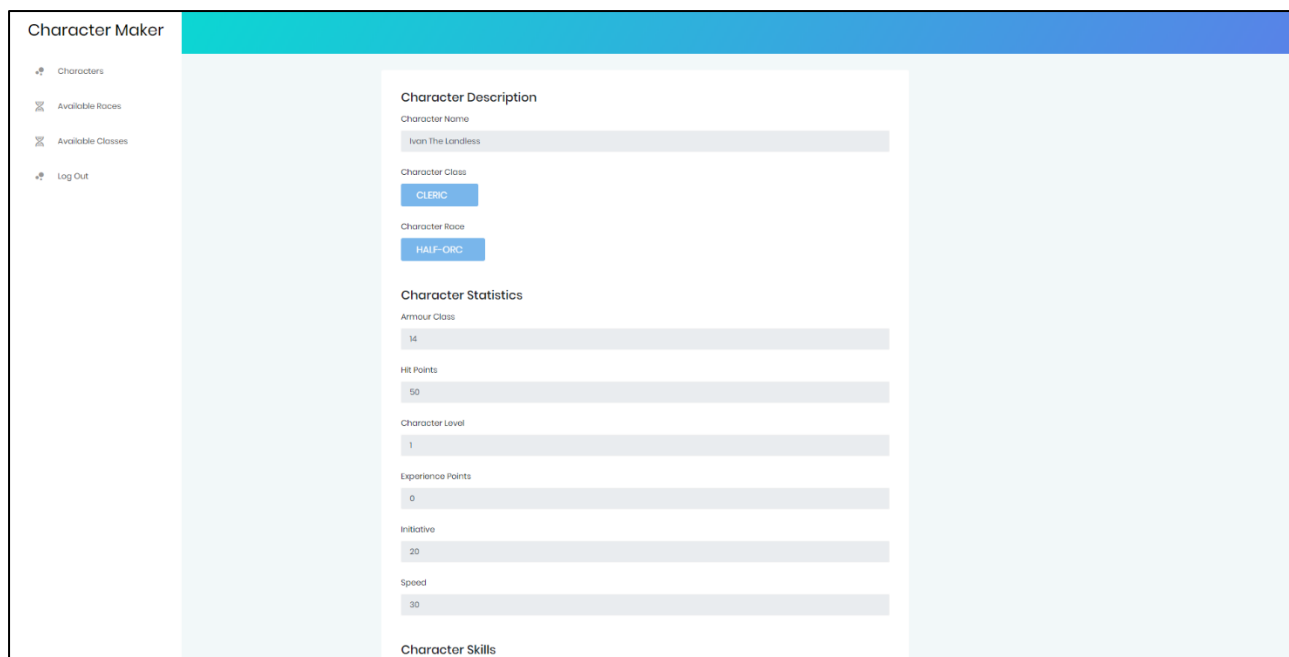 Character Maker
Characters
Available Races
Available Classes
Log Out
Character Description
Character Name
Ivan The Landless
Character Class
CLERIC
Character Race
HALF-ORC
Character Statistics
Armour Class
14
Hit Points
50
Character Level
1
Experience Points
0
Initiative
20
Speed
30
Character Skills